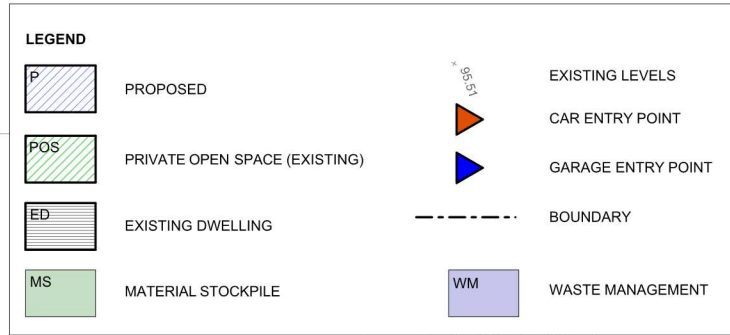 LEGEND
P
PROPOSED
POS
PRIVATE OPEN SPACE (EXISTING)
ED
EXISTING DWELLING
MS
MATERIAL STOCKPILE
× 95.51
EXISTING LEVELS
CAR ENTRY POINT
GARAGE ENTRY POINT
BOUNDARY
WM
WASTE MANAGEMENT